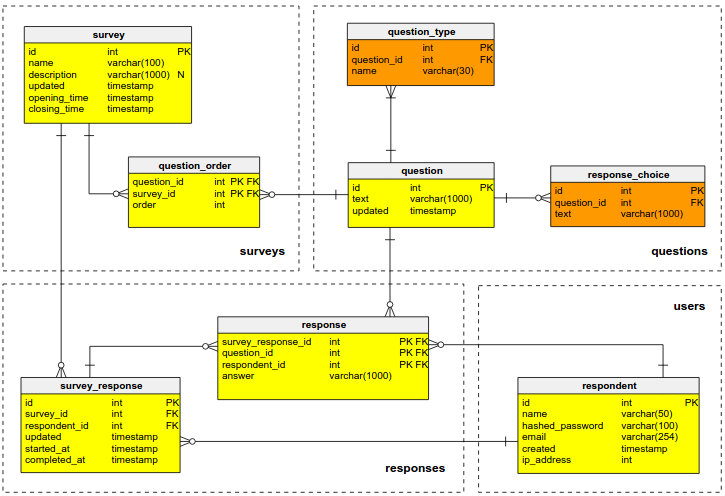 survey
id int PK
name varchar(100)
description varchar(1000) N
updated timestamp
opening_time timestamp
closing_time timestamp
question_order
question_id int PK FK
survey_id int PK FK
order int
surveys
question_type
id int PK
question_id int FK
name varchar(30)
question
id int PK
text varchar(1000)
updated timestamp
response_choice
id int PK
question_id int FK
text varchar(1000)
questions
response
survey_response_id int PK FK
question_id int PK FK
respondent_id int PK FK
answer varchar(1000)
survey_response
id int PK
survey_id int FK
respondent_id int FK
updated timestamp
started_at timestamp
completed_at timestamp
responses
users
respondent
id int PK
name varchar(50)
hashed_password varchar(100)
email varchar(254)
created timestamp
ip_address int